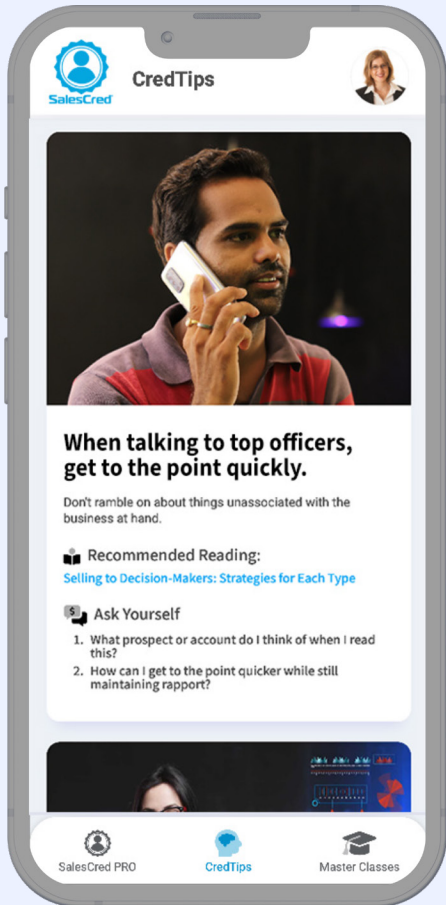 SalesCred
CredTips
When talking to top officers,
get to the point quickly.
Don't ramble on about things unassociated with the
business at hand.
Recommended Reading:
Selling to Decision-Makers: Strategies for Each Type
$
Ask Yourself
1. What prospect or account do I think of when I read
this?
2. How can I get to the point quicker while still
maintaining rapport?
SalesCred PRO
CredTips
Master Classes